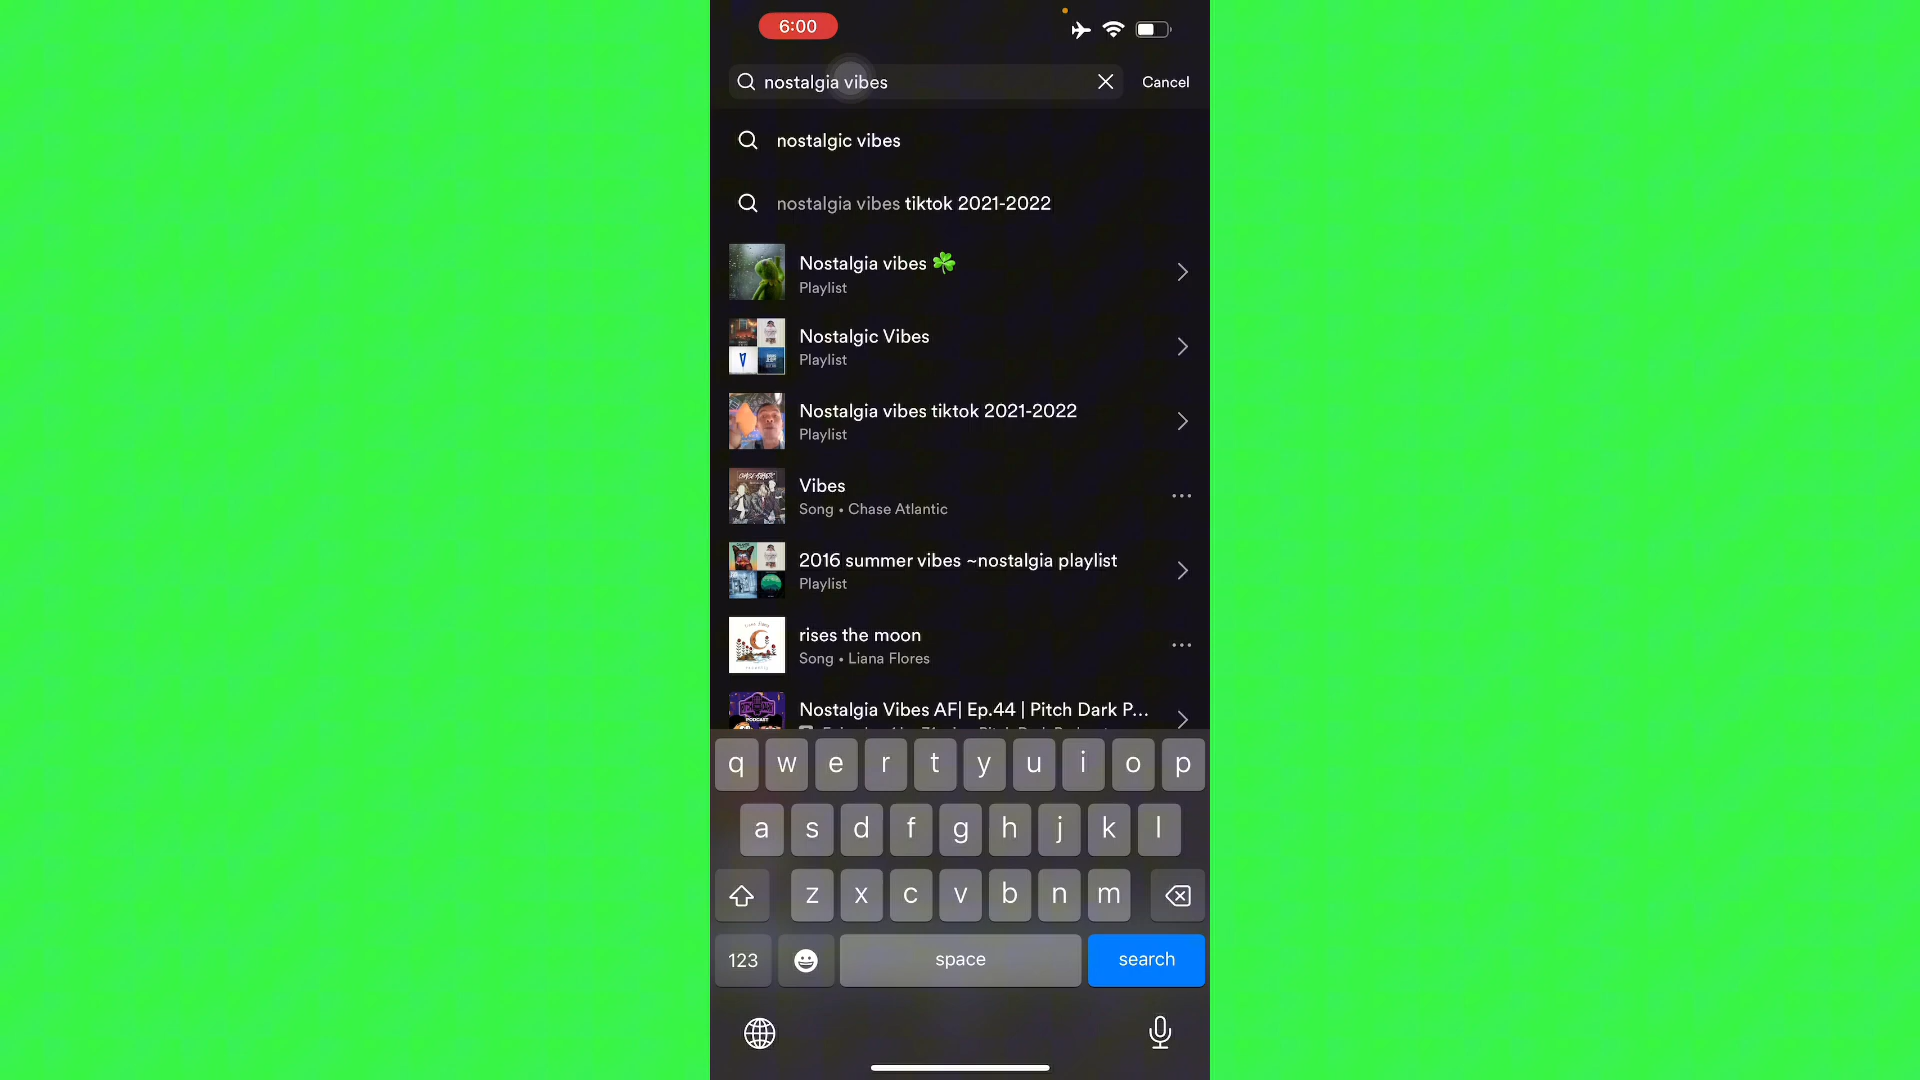 6:00
nostalgia vibes
Cancel
nostalgic vibes
nostalgia vibes tiktok 2021-2022
Nostalgia vibes ☘️
Playlist
Nostalgic Vibes
Playlist
Nostalgia vibes tiktok 2021-2022
Playlist
Vibes
Song • Chase Atlantic
2016 summer vibes ~nostalgia playlist
Playlist
rises the moon
Song • Liana Flores
Nostalgia Vibes AF| Ep.44 | Pitch Dark P...
PODCAST
q w e r t y u i o p
a s d f g h j k l
z x c v b n m
123 space search